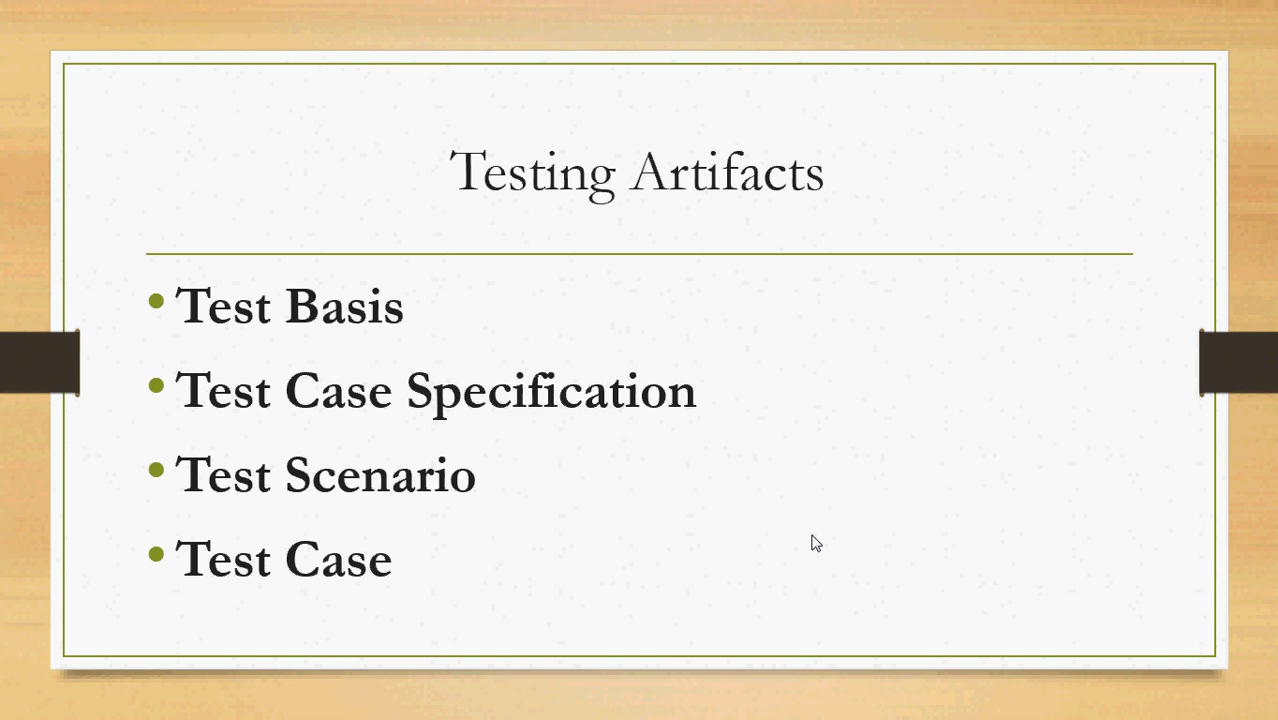 Testing Artifacts
• Test Basis
• Test Case Specification
• Test Scenario
• Test Case